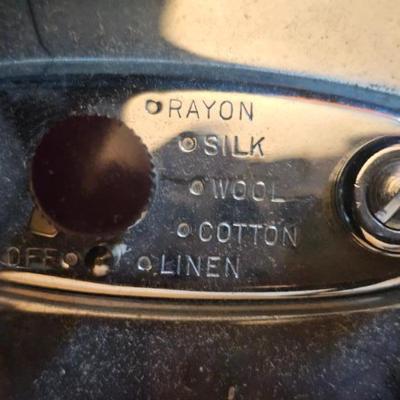 RAYON
SILK
WOOL
COTTON
OFF LINEN